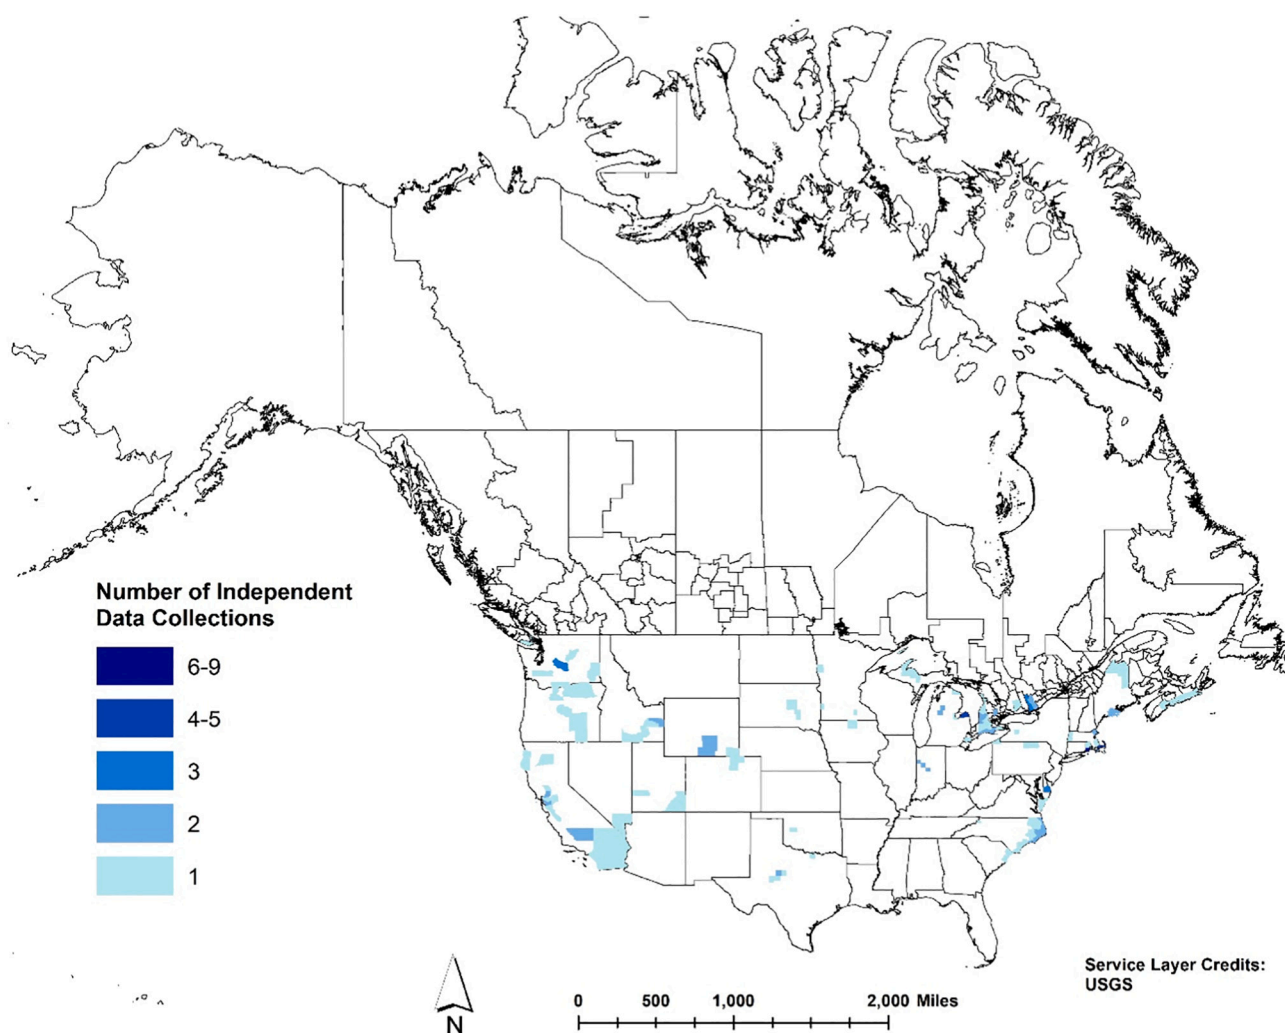 Number of Independent
Data Collections
6-9
4-5
3
2
1
N
0 500 1,000 2,000 Miles
Service Layer Credits:
USGS